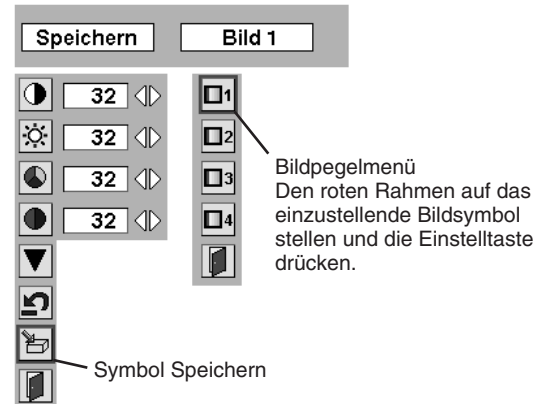 Speichern
Bild 1
32
1
32
2
32
3
32
4
Bildpegelmenü
Den roten Rahmen auf das
einzustellende Bildsymbol
stellen und die Einstelltaste
drücken.
Symbol Speichern